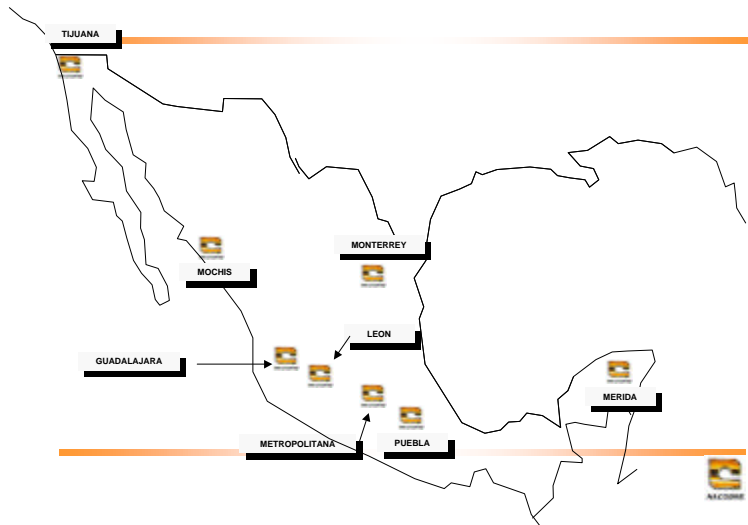 TIJUANA
MONTERREY
MOCHIS
LEON
GUADALAJARA
MERIDA
METROPOLITANA
PUEBLA